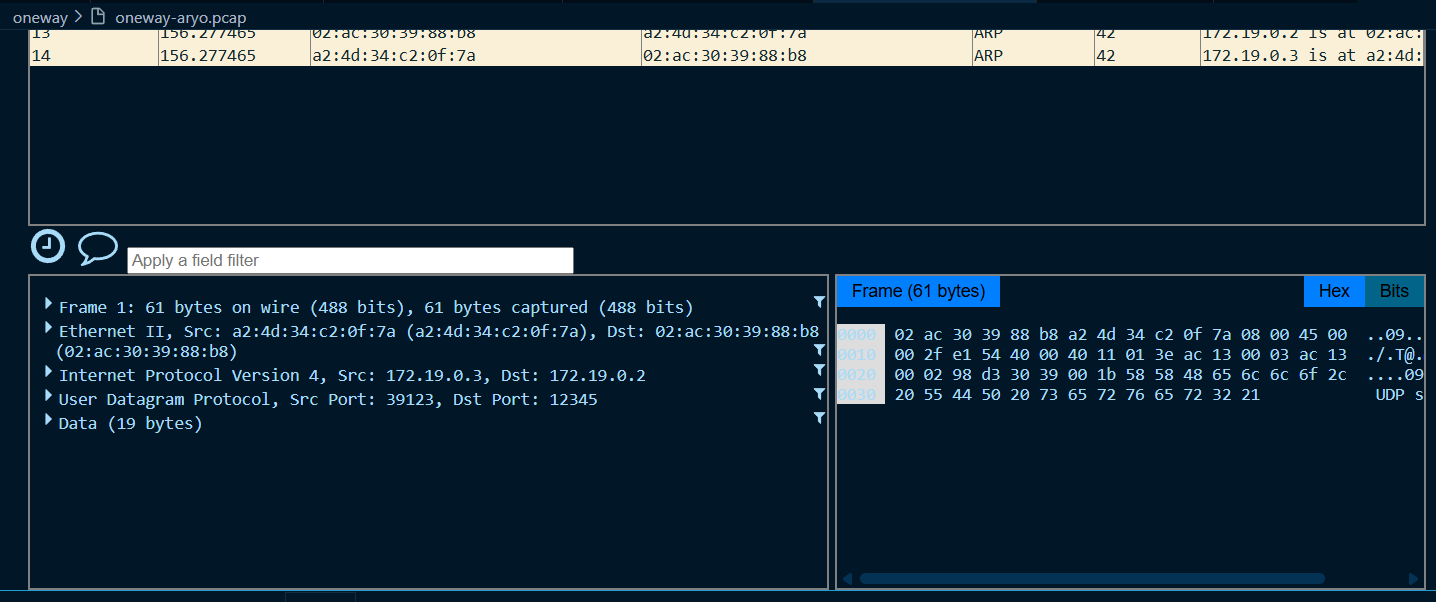 oneway > oneway-aryo.pcap
13 156.277465 02:ac:30:39:88:b8 a2:4d:34:c2:0f:7a ARP 42 172.19.0.2 is at 02:ac:
14 156.277465 a2:4d:34:c2:0f:7a 02:ac:30:39:88:b8 ARP 42 172.19.0.3 is at a2:4d:
Apply a field filter
Frame 1: 61 bytes on wire (488 bits), 61 bytes captured (488 bits)
Ethernet II, Src: a2:4d:34:c2:0f:7a (a2:4d:34:c2:0f:7a), Dst: 02:ac:30:39:88:b8
(02:ac:30:39:88:b8)
Internet Protocol Version 4, Src: 172.19.0.3, Dst: 172.19.0.2
User Datagram Protocol, Src Port: 39123, Dst Port: 12345
Data (19 bytes)
Frame (61 bytes) Hex Bits
0000 02 ac 30 39 88 b8 a2 4d 34 c2 0f 7a 08 00 45 00 ..09..
0010 00 2f e1 54 40 00 40 11 01 3e ac 13 00 03 ac 13 ./.T@.
0020 00 02 98 d3 30 39 00 1b 58 58 48 65 6c 6c 6f 2c ....09
0030 20 55 44 50 20 73 65 72 76 65 72 32 21 UDP s